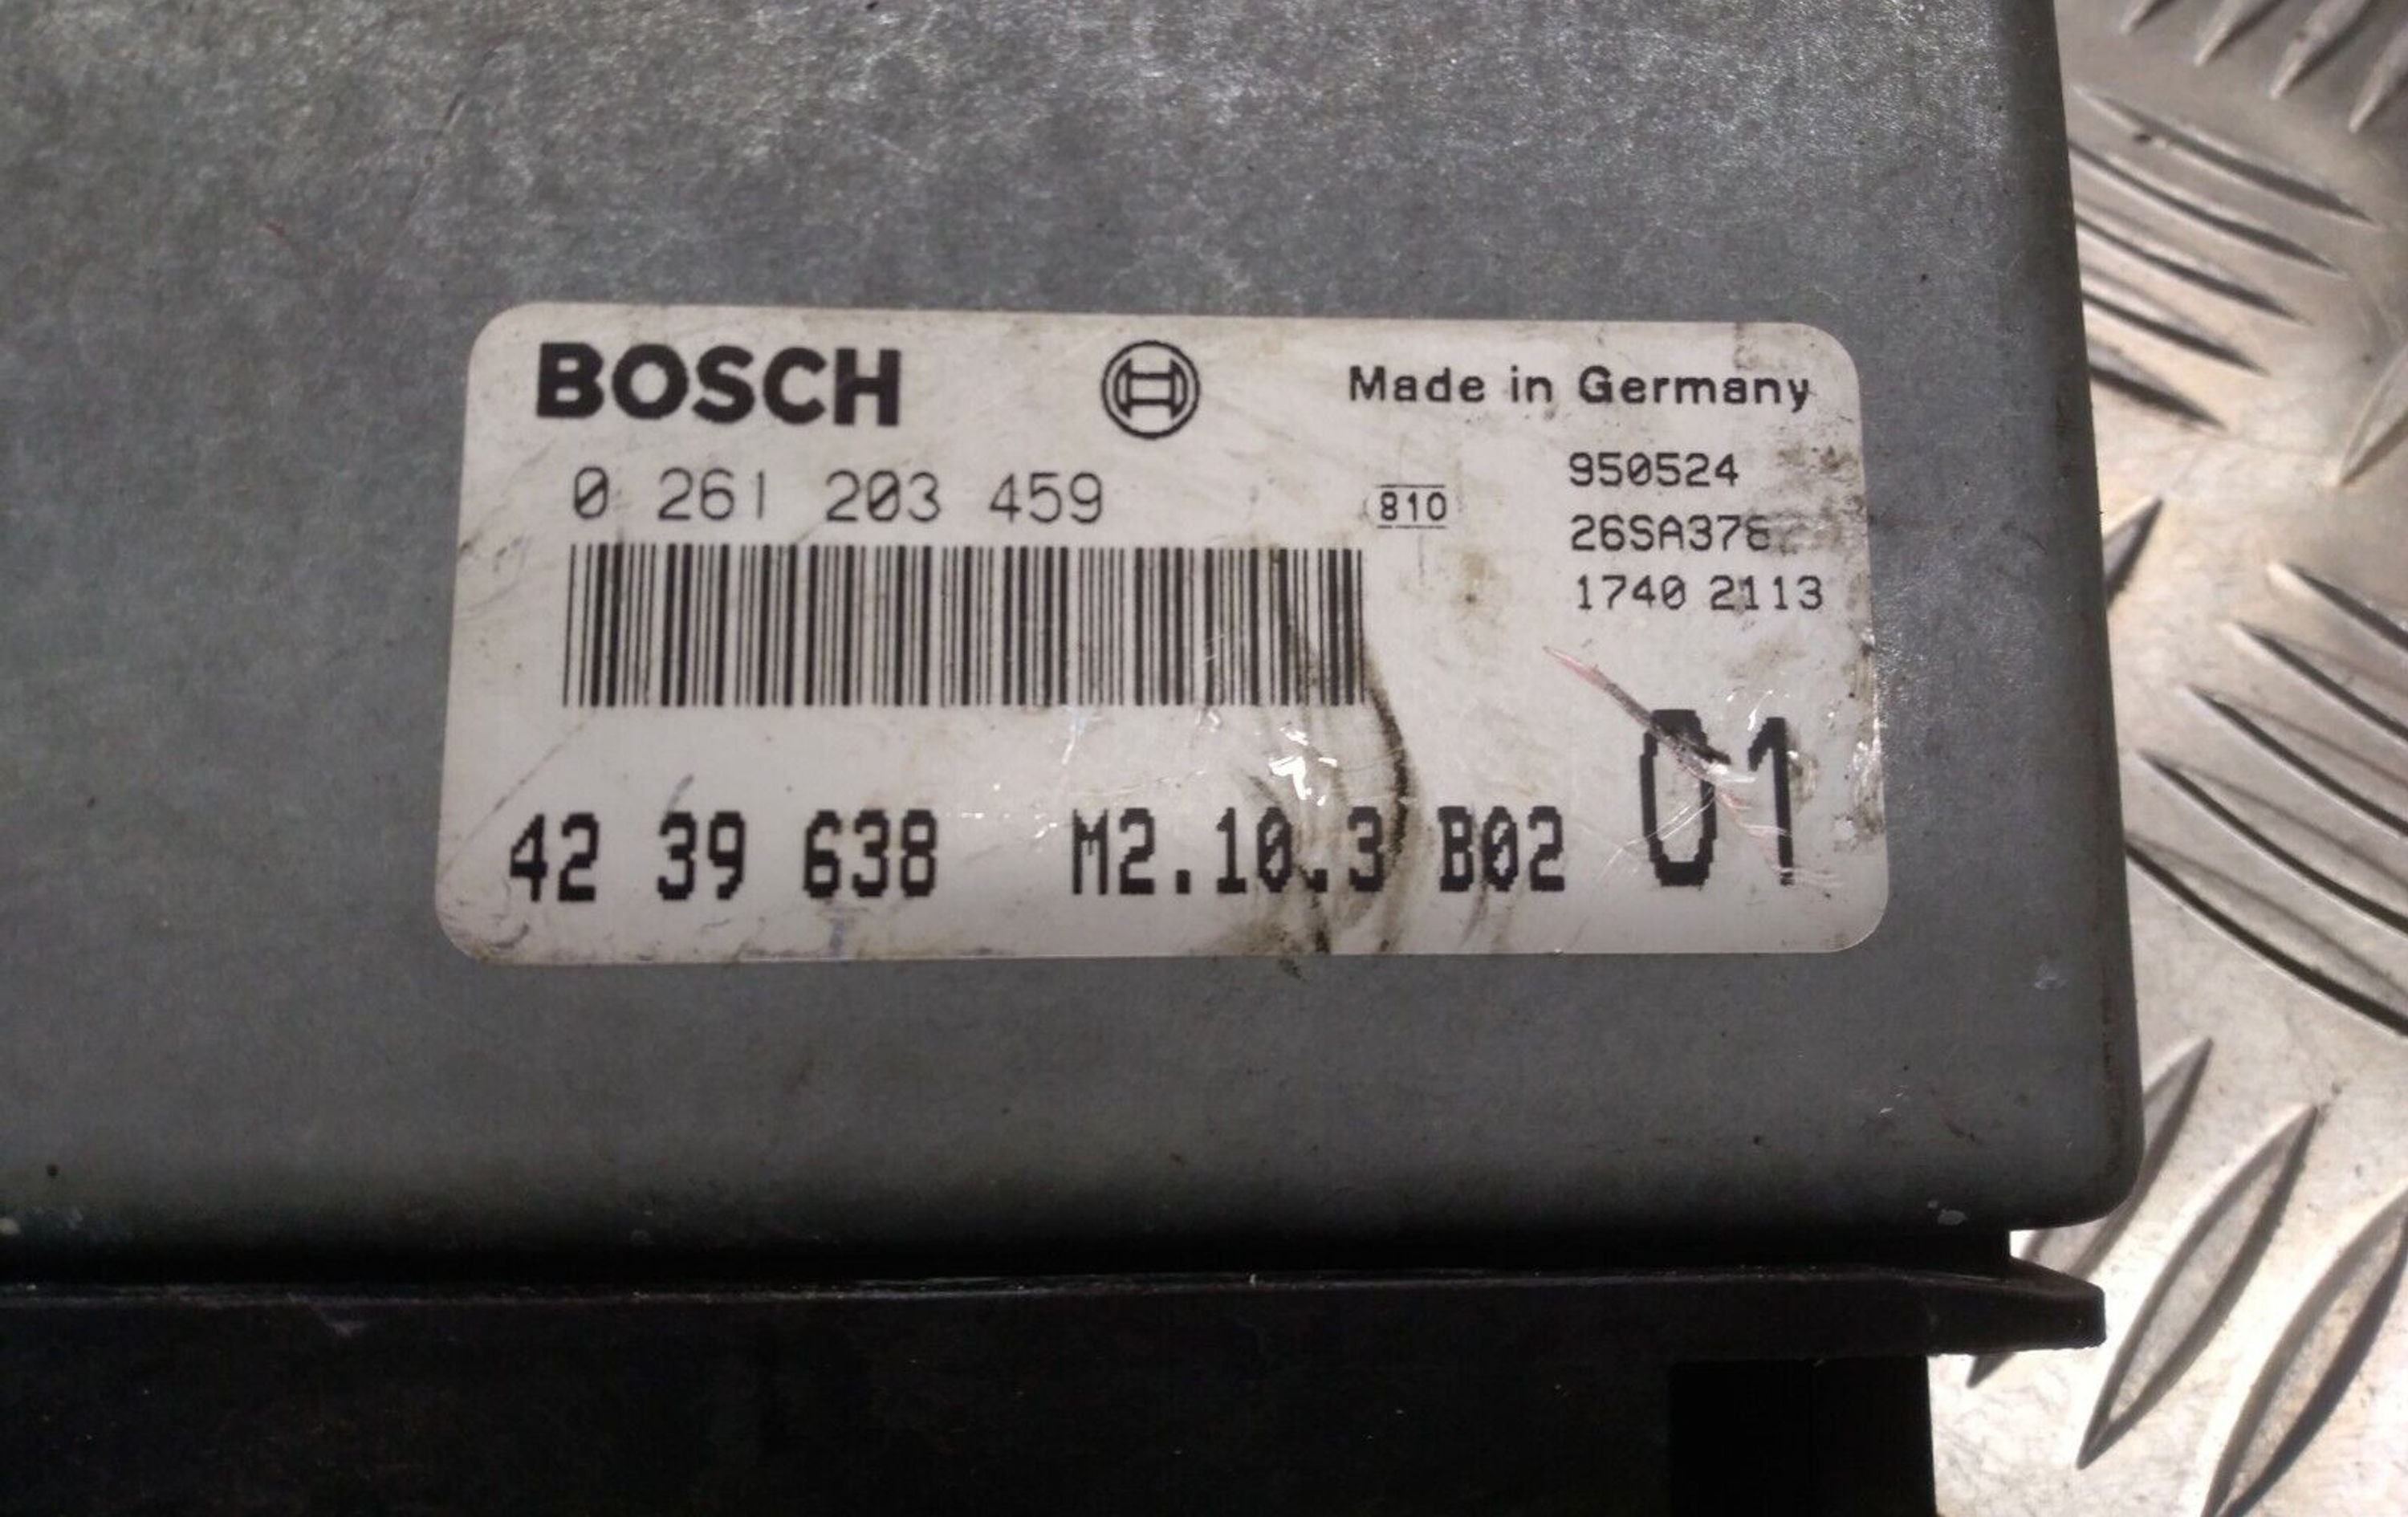 BOSCH Made in Germany
0 261 203 459 810 950524
1740 2113
42 39 638 M2.10.3 B02 01